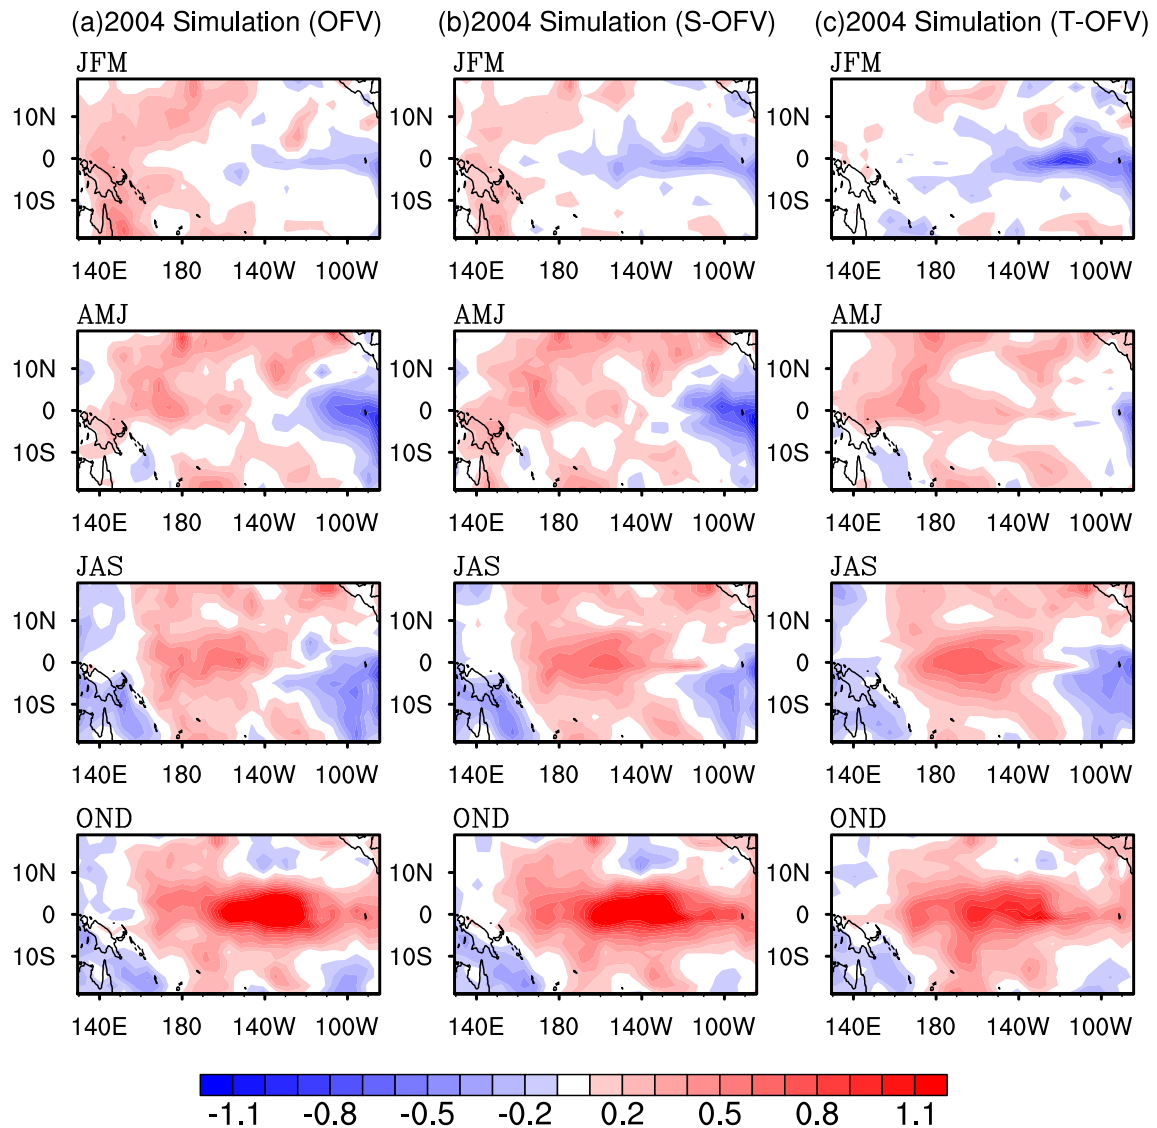 (a)2004 Simulation (OFV) (b)2004 Simulation (S-OFV) (c)2004 Simulation (T-OFV)
JFM JFM JFM
10N 10N 10N
0 0 0
10S 10S 10S
140E 180 140W 100W 140E 180 140W 100W 140E 180 140W 100W
AMJ AMJ AMJ
10N 10N 10N
0 0 0
10S 10S 10S
140E 180 140W 100W 140E 180 140W 100W 140E 180 140W 100W
JAS JAS JAS
10N 10N 10N
0 0 0
10S 10S 10S
140E 180 140W 100W 140E 180 140W 100W 140E 180 140W 100W
OND OND OND
10N 10N 10N
0 0 0
10S 10S 10S
140E 180 140W 100W 140E 180 140W 100W 140E 180 140W 100W
-1.1 -0.8 -0.5 -0.2 0.2 0.5 0.8 1.1